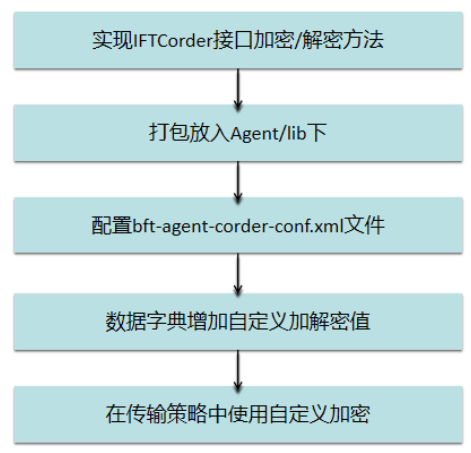 实现IFTCorder接口加密/解密方法
打包放入Agent/lib下
配置bft-agent-corder-conf.xml文件
数据字典增加自定义加解密值
在传输策略中使用自定义加密